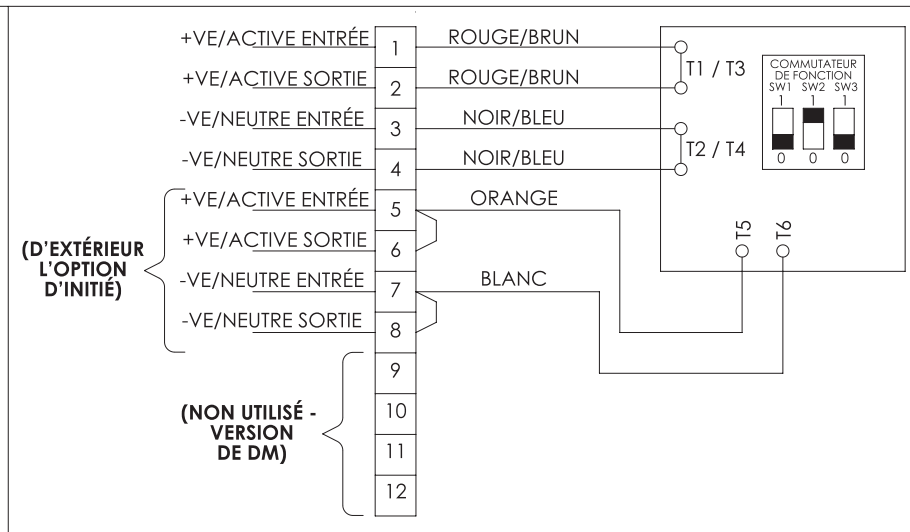 +VE/ACTIVE ENTRÉE 1 ROUGE/BRUN
+VE/ACTIVE SORTIE 2 ROUGE/BRUN
-VE/NEUTRE ENTRÉE 3 NOIR/BLEU
-VE/NEUTRE SORTIE 4 NOIR/BLEU
+VE/ACTIVE ENTRÉE 5 ORANGE
+VE/ACTIVE SORTIE 6
-VE/NEUTRE ENTRÉE 7 BLANC
-VE/NEUTRE SORTIE 8
9
10
11
12
(D'EXTÉRIEUR
L'OPTION
D'INITIÉ)
(NON UTILISÉ -
VERSION
DE DM)
T1 / T3
T2 / T4
COMMUTATEUR
DE FONCTION
SW1 SW2 SW3
1 1 1
0 0 0
T5 T6